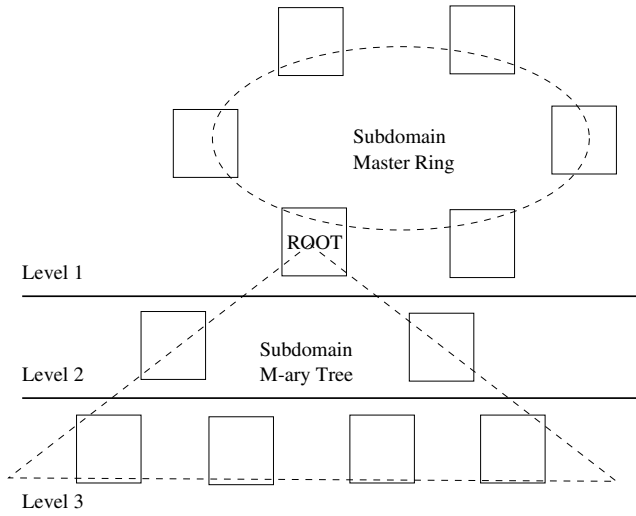 Subdomain
Master Ring
ROOT
Level 1
Subdomain
M-ary Tree
Level 2
Level 3